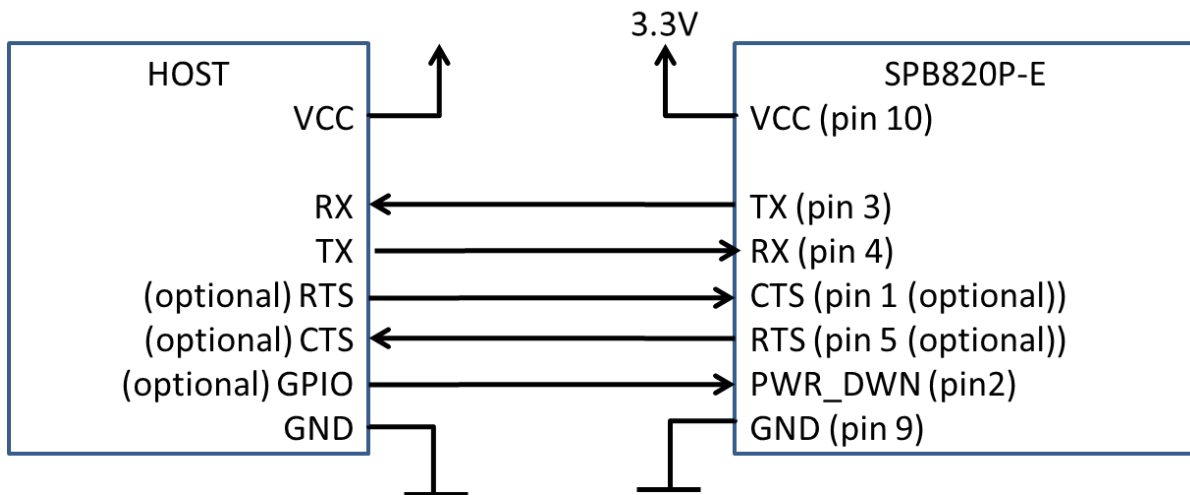 3.3V
HOST
VCC
RX
TX
(optional) RTS
(optional) CTS
(optional) GPIO
GND
SPB820P-E
VCC (pin 10)
TX (pin 3)
RX (pin 4)
CTS (pin 1 (optional))
RTS (pin 5 (optional))
PWR_DWN (pin2)
GND (pin 9)